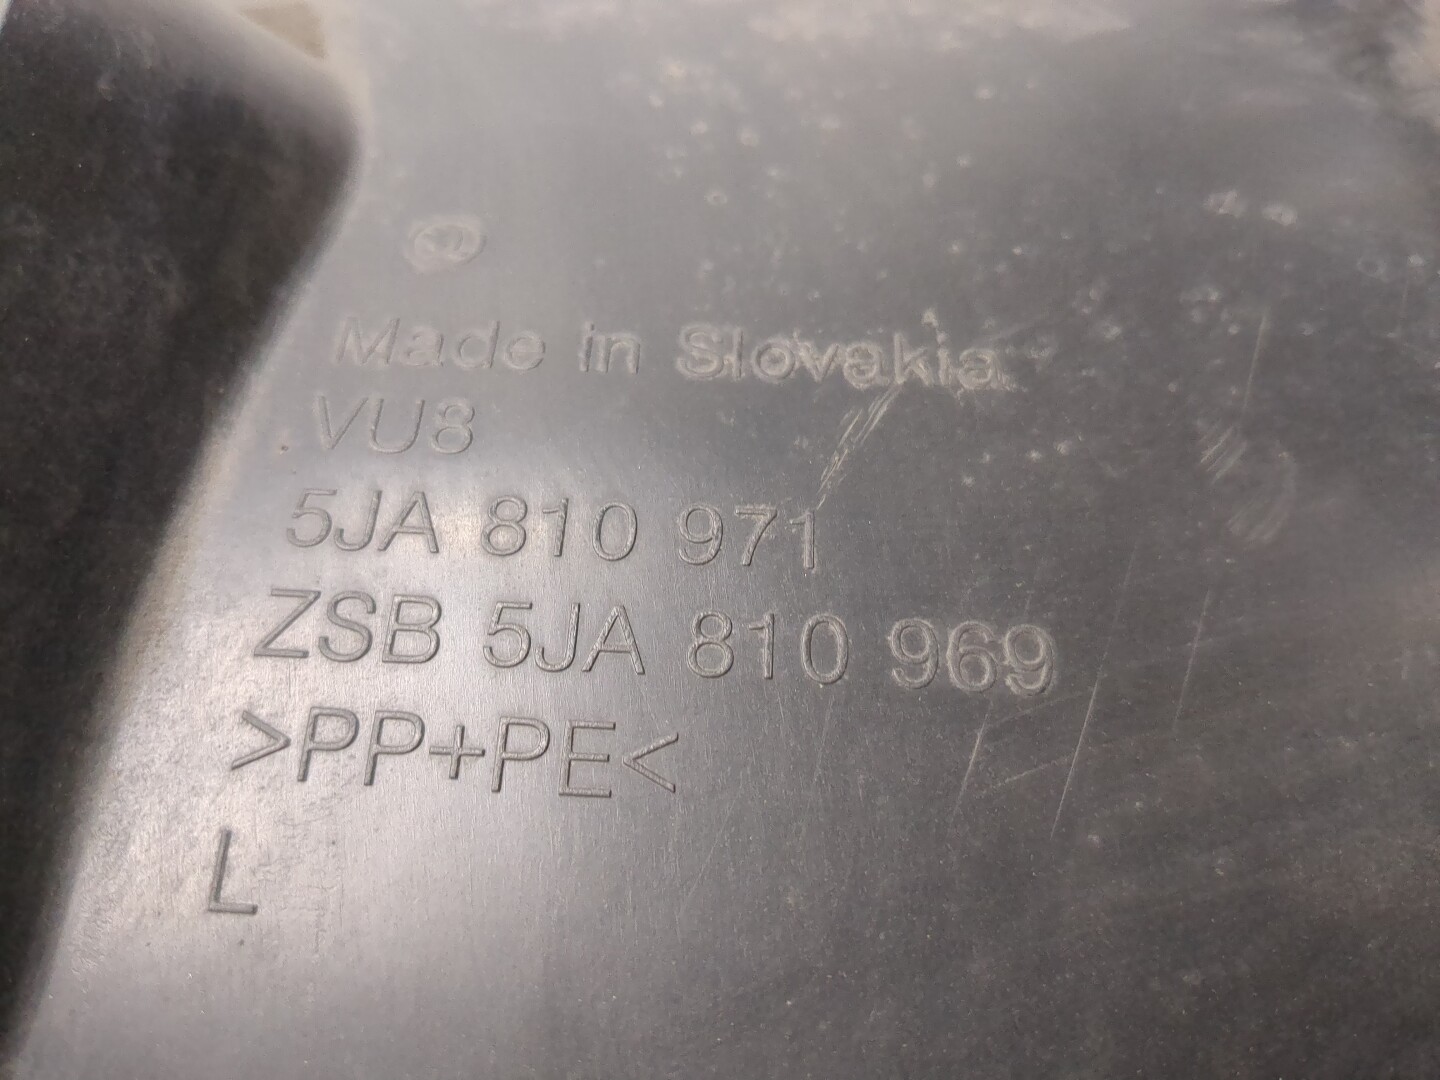 Made in Slovakia
VU8
5JA 810 971
ZSB 5JA 810 969
>PP+PE<
L